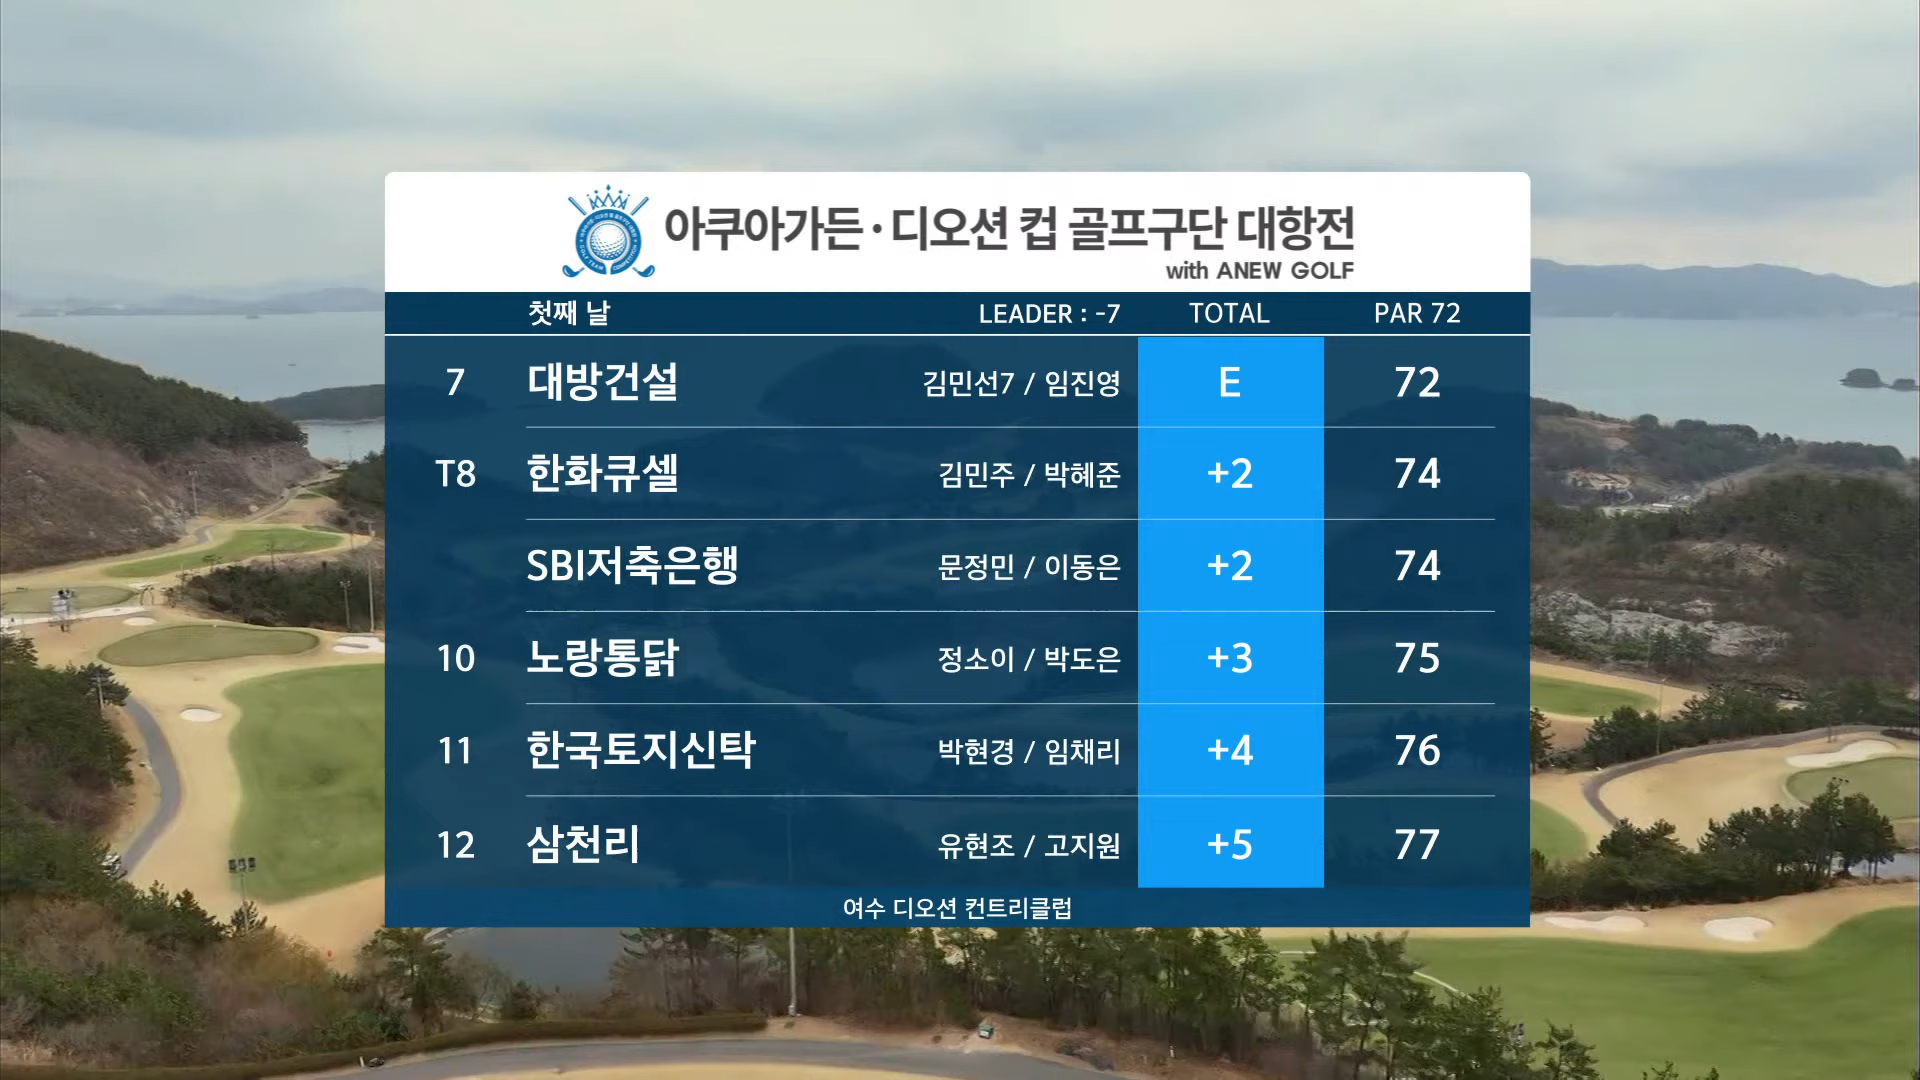 아쿠아가든·디오션 컵 골프구단 대항전
with ANEW GOLF
첫째 날 LEADER : -7 TOTAL PAR 72
7 대방건설 김민선7 / 임진영 E 72
T8 한화큐셀 김민주 / 박혜준 +2 74
SBI저축은행 문정민 / 이동은 +2 74
10 노랑통닭 정소이 / 박도은 +3 75
11 한국토지신탁 박현경 / 임채리 +4 76
12 삼천리 유현조 / 고지원 +5 77
여수 디오션 컨트리클럽